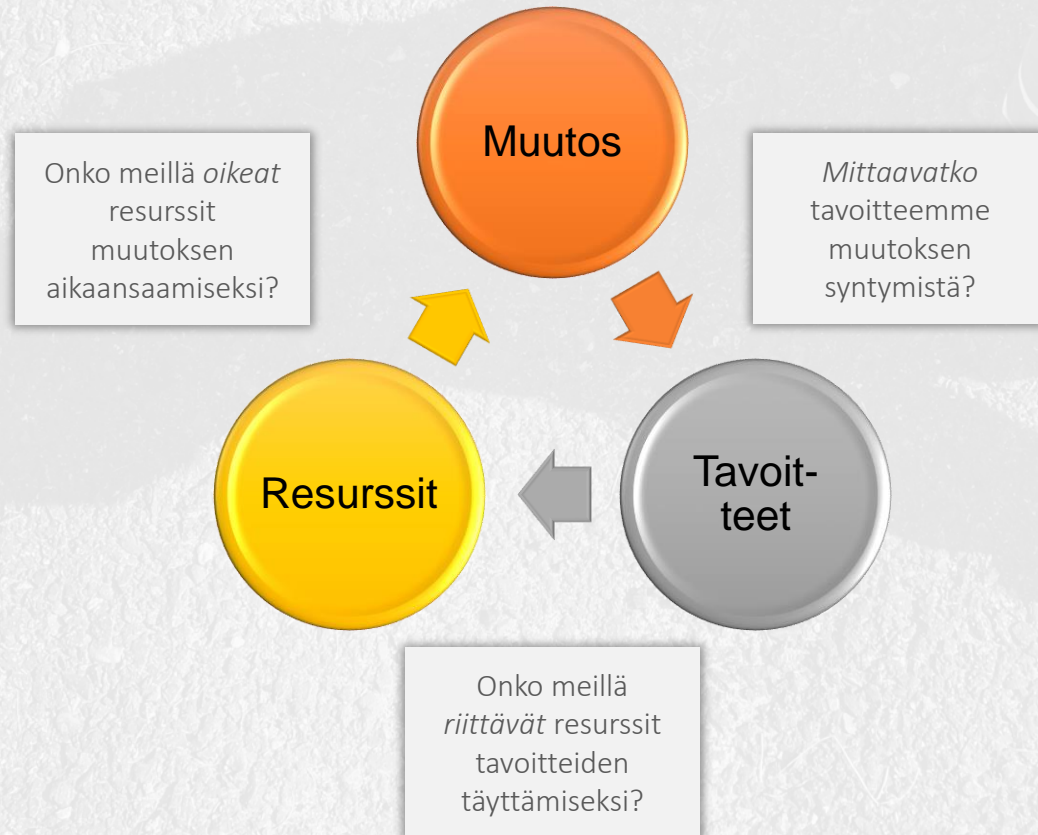 Muutos
Onko meillä oikeat
resurssit
muutoksen
aikaansaamiseksi?
Mittaavatko
tavoitteemme
muutoksen
syntymistä?
Resurssit
Tavoit-
teet
Onko meillä
riittävät resurssit
tavoitteiden
täyttämiseksi?